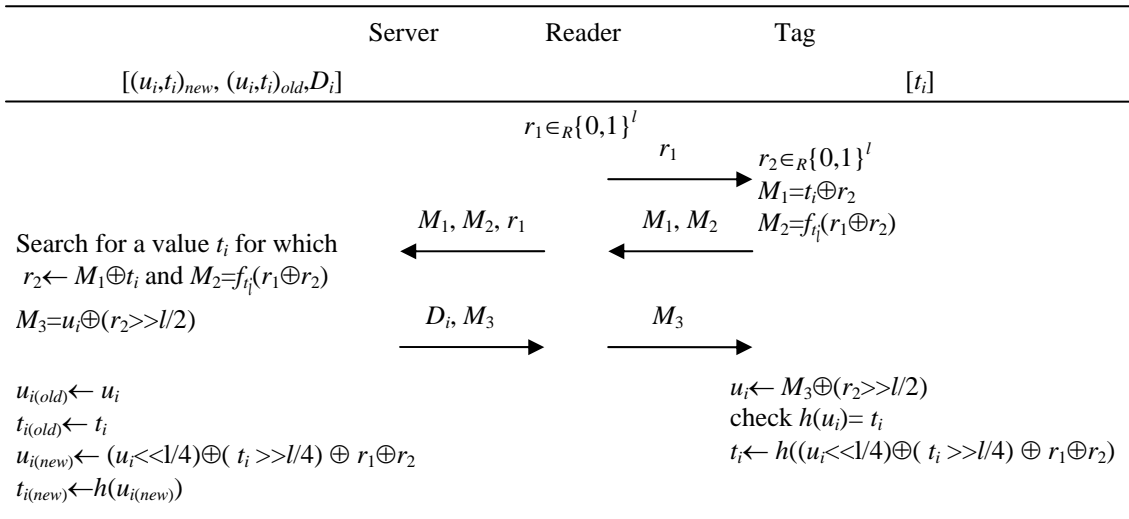 Server Reader Tag
[(uᵢ,tᵢ)new, (uᵢ,tᵢ)old,Dᵢ] [tᵢ]
r₁∈R{0,1}ˡ
r₁
r₂∈R{0,1}ˡ
M₁=tᵢ⊕r₂
M₂=f_tᵢ(r₁⊕r₂)
M₁, M₂, r₁ M₁, M₂
Search for a value tᵢ for which
r₂← M₁⊕tᵢ and M₂=f_tᵢ(r₁⊕r₂)
M₃=uᵢ⊕(r₂>>l/2)
Dᵢ, M₃ M₃
uᵢ(old)← uᵢ
tᵢ(old)← tᵢ
uᵢ(new)← (uᵢ<<l/4)⊕( tᵢ >>l/4) ⊕ r₁⊕r₂
tᵢ(new)←h(uᵢ(new))
uᵢ← M₃⊕(r₂>>l/2)
check h(uᵢ)= tᵢ
tᵢ← h((uᵢ<<l/4)⊕( tᵢ >>l/4) ⊕ r₁⊕r₂)